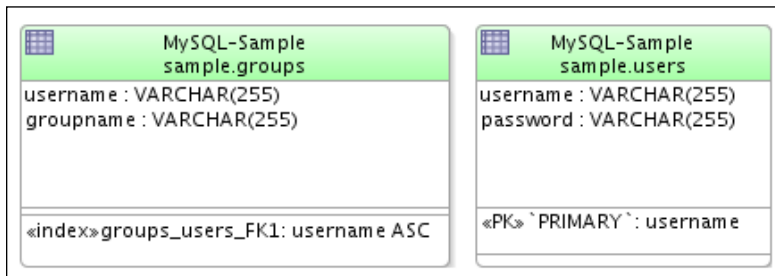 MySQL-Sample
sample.groups
username : VARCHAR(255)
groupname : VARCHAR(255)
«index»groups_users_FK1: username ASC
MySQL-Sample
sample.users
username : VARCHAR(255)
password : VARCHAR(255)
«PK» `PRIMARY`: username